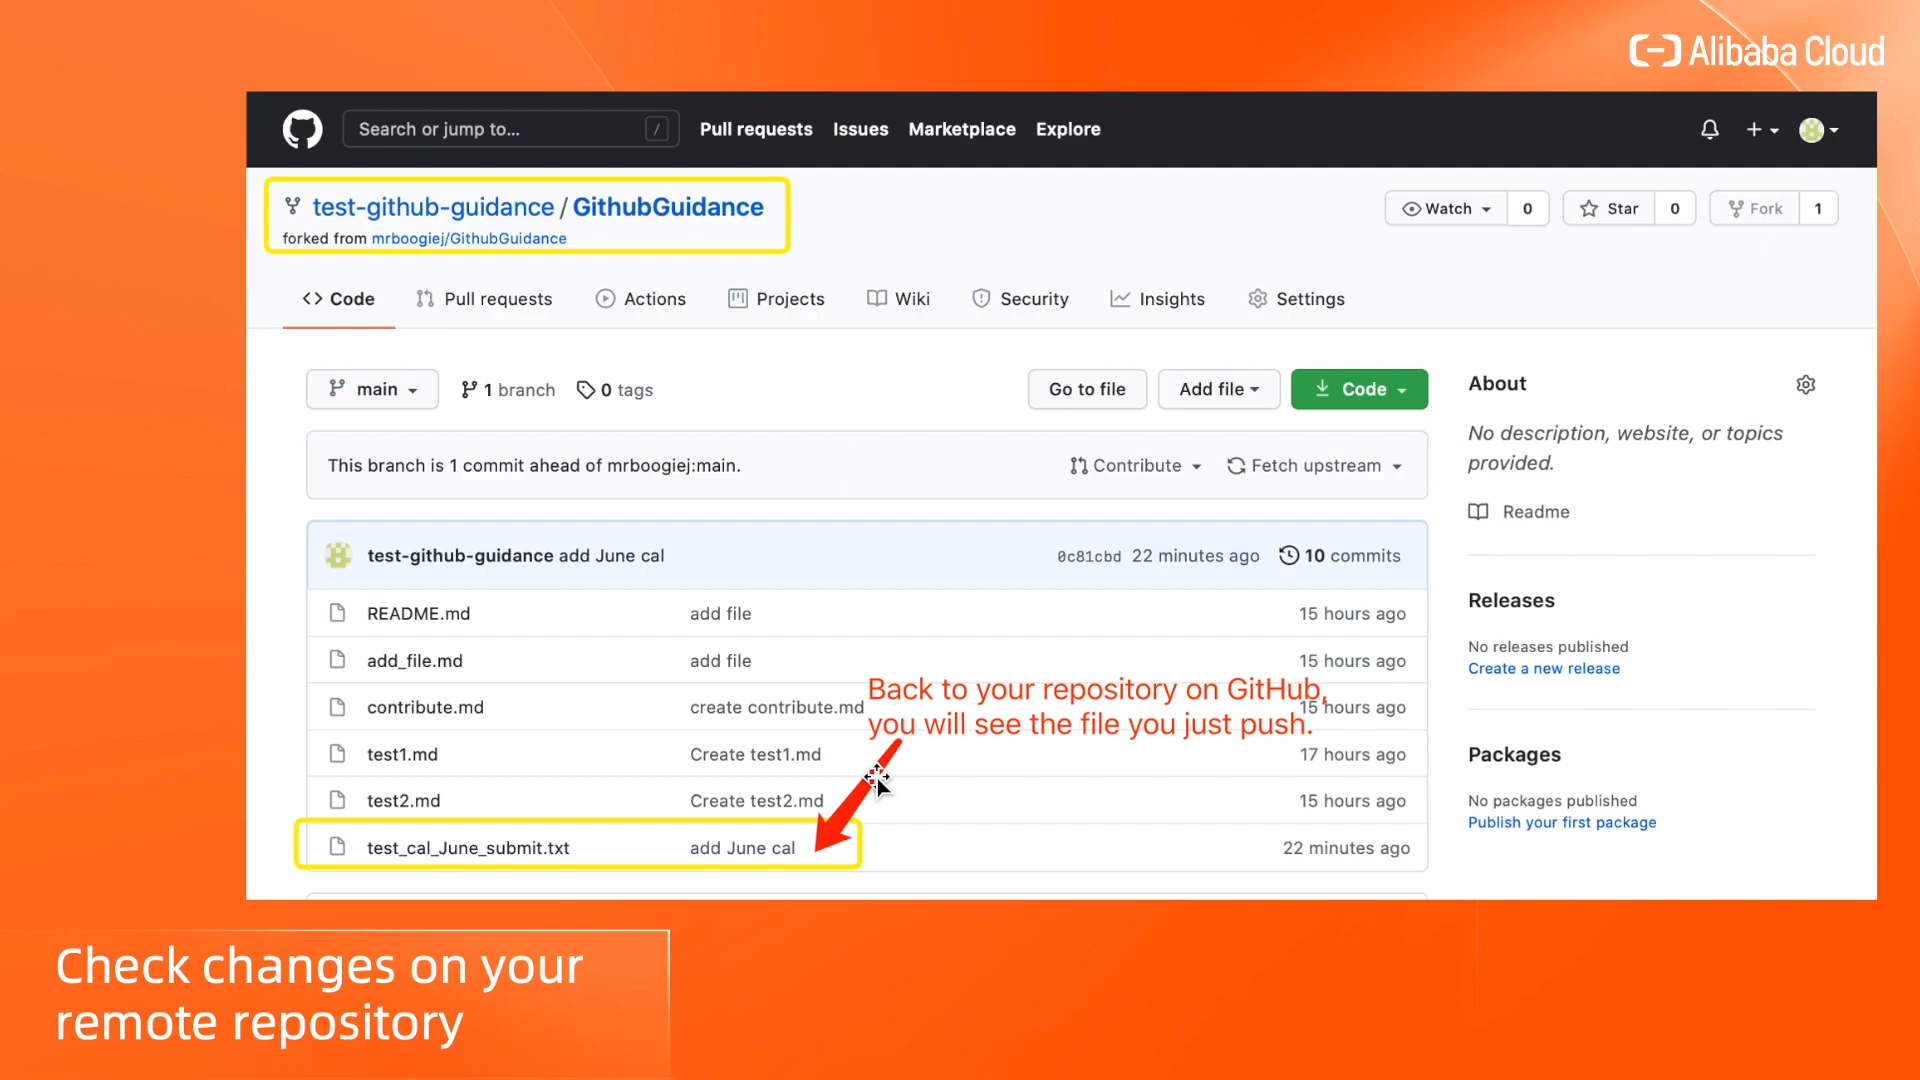 Alibaba Cloud
Search or jump to... / Pull requests Issues Marketplace Explore
test-github-guidance / GithubGuidance
forked from mrboogiej/GithubGuidance
Watch 0 Star 0 Fork 1
Code Pull requests Actions Projects Wiki Security Insights Settings
main 1 branch 0 tags Go to file Add file Code
This branch is 1 commit ahead of mrboogiej:main. Contribute Fetch upstream
test-github-guidance add June cal 0c81cbd 22 minutes ago 10 commits
README.md add file 15 hours ago
add_file.md add file 15 hours ago
contribute.md create contribute.md 15 hours ago
test1.md Create test1.md 17 hours ago
test2.md Create test2.md 15 hours ago
test_cal_June_submit.txt add June cal 22 minutes ago
Back to your repository on GitHub,
you will see the file you just push.
About
No description, website, or topics
provided.
Readme
Releases
No releases published
Create a new release
Packages
No packages published
Publish your first package
Check changes on your
remote repository